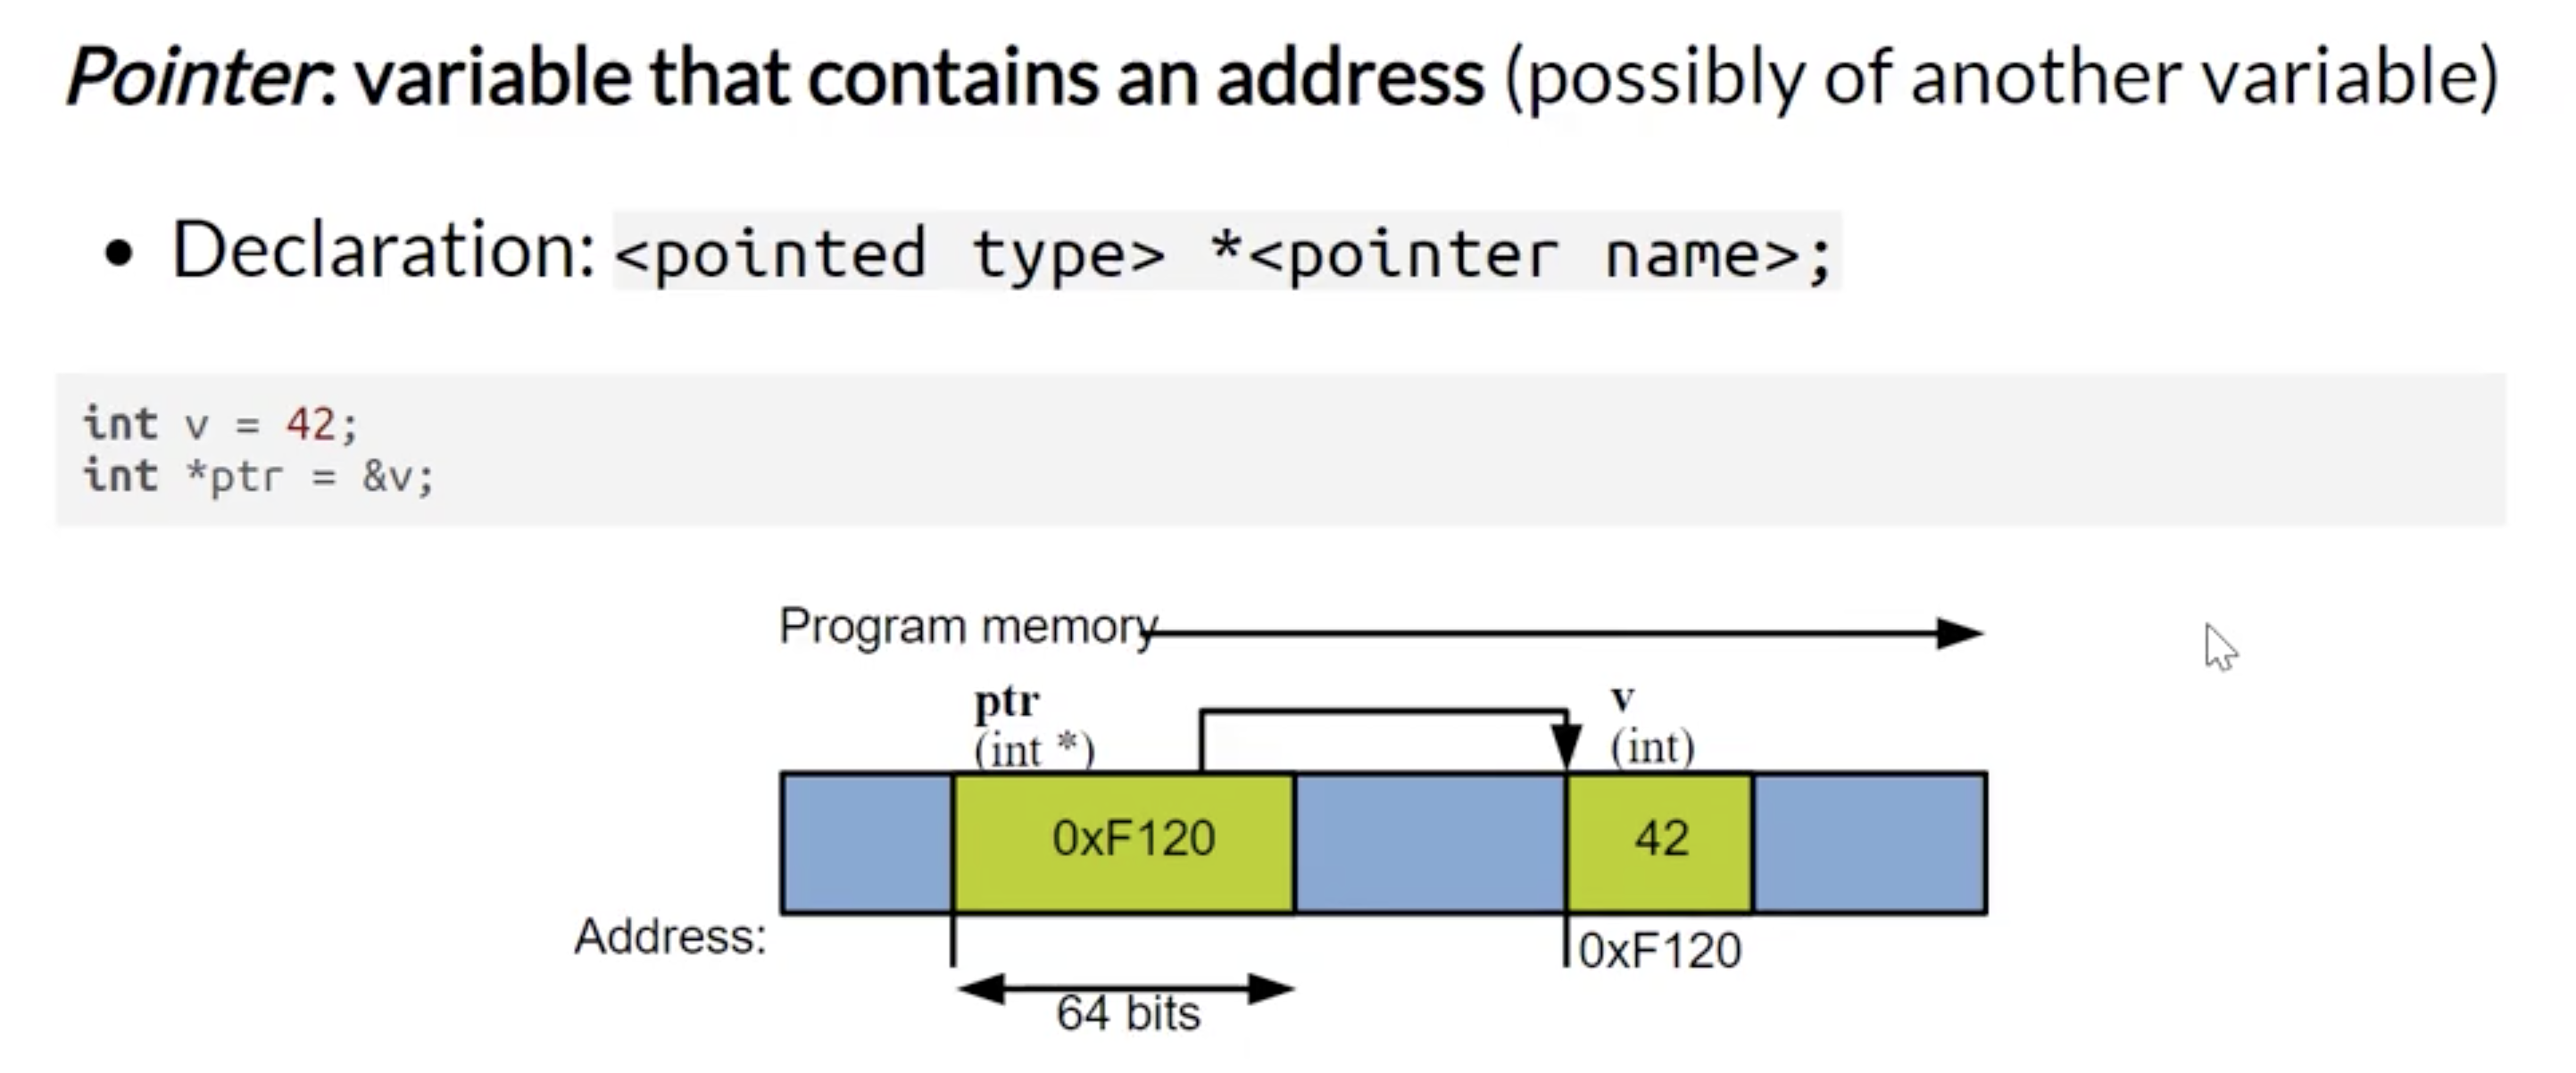 Pointer: variable that contains an address (possibly of another variable)
• Declaration: <pointed type> *<pointer name>;
int v = 42;
int *ptr = &v;
Program memory
ptr
(int *)
v
(int)
0xF120
42
Address:
0xF120
64 bits